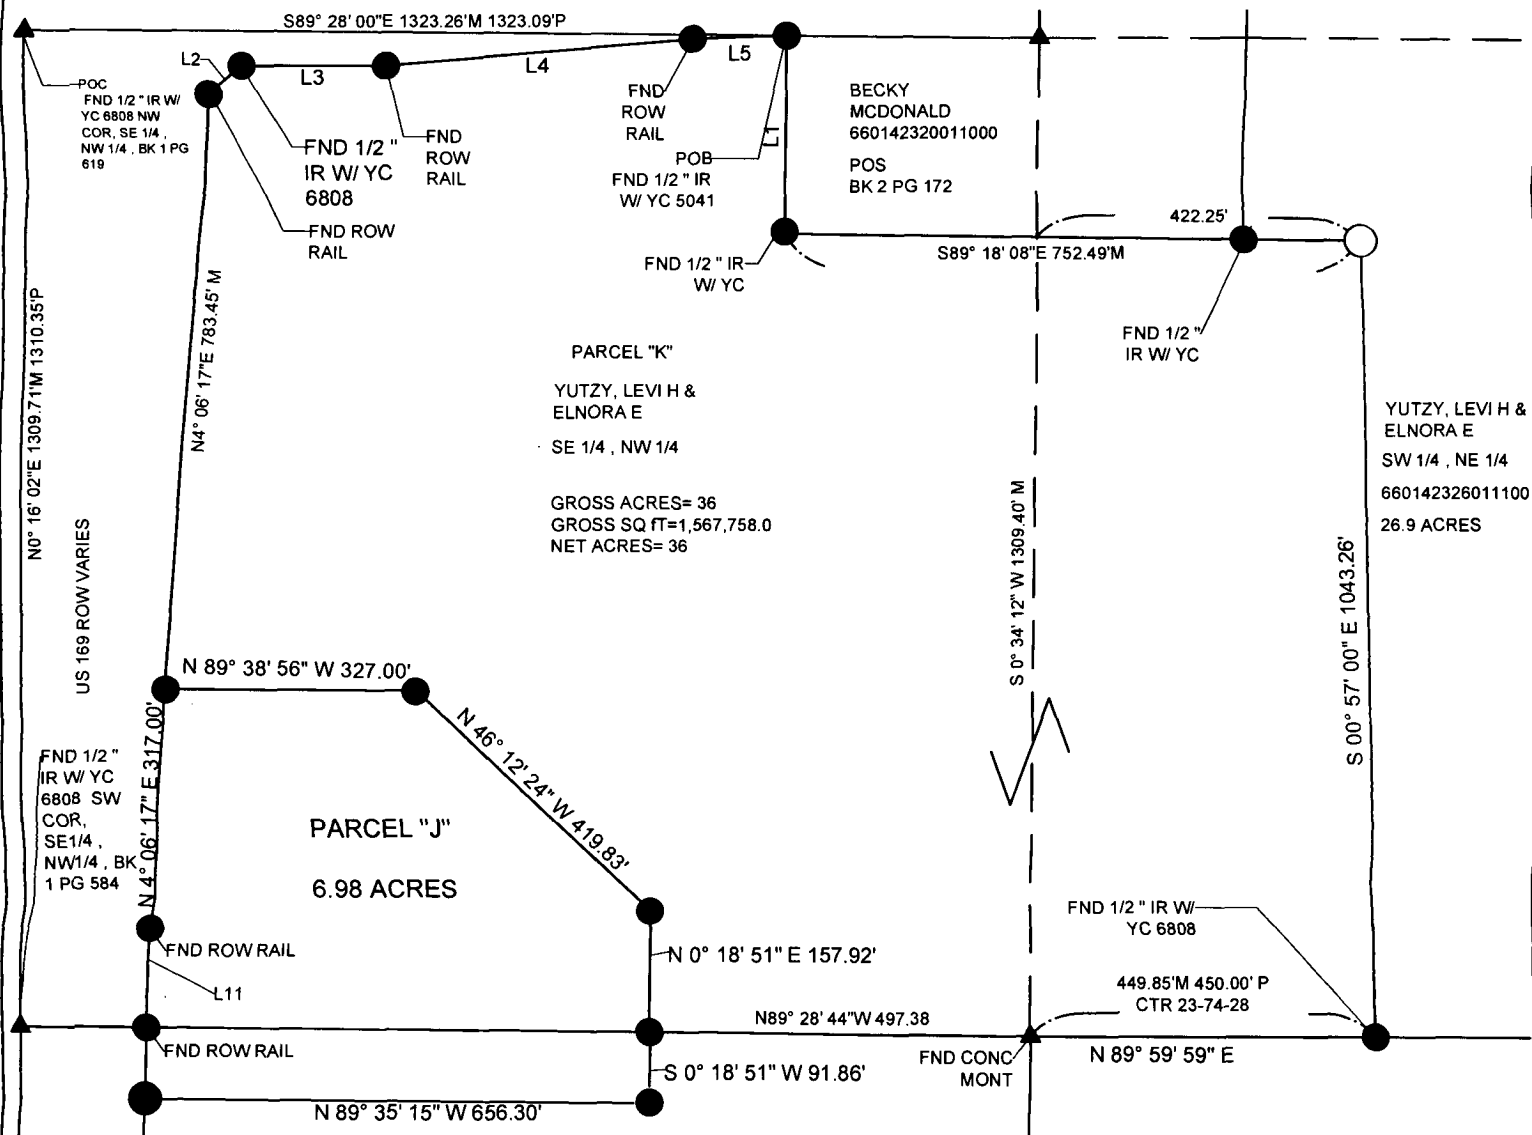 S89° 28' 00"E 1323.26'M 1323.09'P
L2
L3
L4
L5
L1
POC
FND 1/2 " IR W/
YC 6808 NW
COR, SE 1/4 ,
NW 1/4 , BK 1 PG
619
FND 1/2 "
IR W/ YC
6808
FND
ROW
RAIL
FND ROW
RAIL
FND
ROW
RAIL
POB
FND 1/2 " IR
W/ YC 5041
BECKY
MCDONALD
660142320011000
POS
BK 2 PG 172
422.25'
S89° 18' 08"E 752.49'M
FND 1/2 " IR
W/ YC
FND 1/2 "
IR W/ YC
N0° 16' 02"E 1309.71'M 1310.35'P
N4° 06' 17"E 783.45' M
US 169 ROW VARIES
PARCEL "K"
YUTZY, LEVI H &
ELNORA E
SE 1/4 , NW 1/4
GROSS ACRES= 36
GROSS SQ fT=1,567,758.0
NET ACRES= 36
S 0° 34' 12" W 1309.40' M
YUTZY, LEVI H &
ELNORA E
SW 1/4 , NE 1/4
660142326011100
26.9 ACRES
S 00° 57' 00" E 1043.26'
N 89° 38' 56" W 327.00'
N 46° 12' 24" W 419.83'
N 4° 06' 17" E 317.00'
FND 1/2 "
IR W/ YC
6808 SW
COR,
SE1/4 ,
NW1/4 , BK
1 PG 584
PARCEL "J"
6.98 ACRES
FND ROW RAIL
L11
N 0° 18' 51" E 157.92'
FND 1/2 " IR W/
YC 6808
449.85'M 450.00' P
CTR 23-74-28
N89° 28' 44"W 497.38
FND ROW RAIL
FND CONC
MONT
N 89° 59' 59" E
S 0° 18' 51" W 91.86'
N 89° 35' 15" W 656.30'